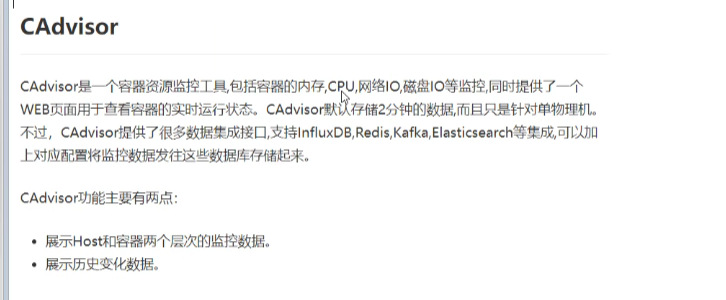 CAdvisor
CAdvisor是一个容器资源监控工具,包括容器的内存,CPU,网络IO,磁盘IO等监控,同时提供了一个
WEB页面用于查看容器的实时运行状态。CAdvisor默认存储2分钟的数据,而且只是针对单物理机。
不过，CAdvisor提供了很多数据集成接口,支持InfluxDB,Redis,Kafka,Elasticsearch等集成,可以加
上对应配置将监控数据发往这些数据库存储起来。
CAdvisor功能主要有两点：
• 展示Host和容器两个层次的监控数据。
• 展示历史变化数据。